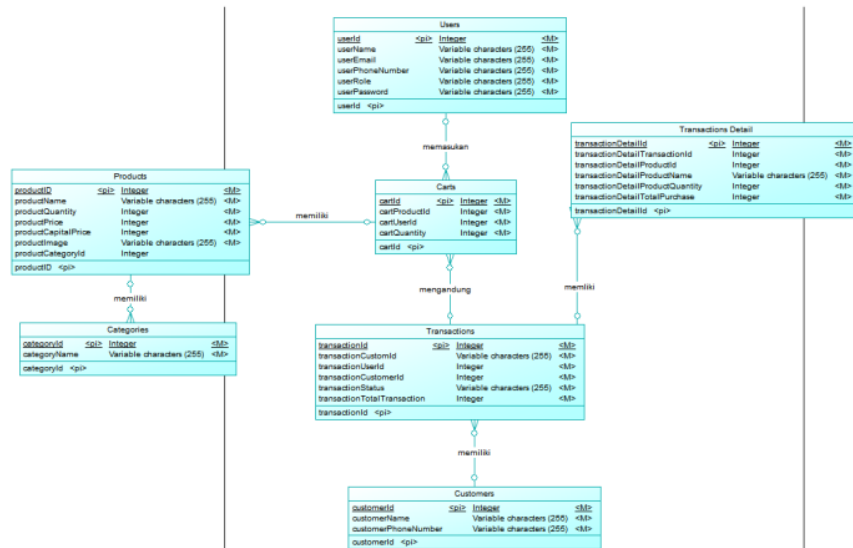 Users
userId <pi> Integer <M>
userName Variable characters (255) <M>
userEmail Variable characters (255) <M>
userPhoneNumber Variable characters (255) <M>
userRole Variable characters (255) <M>
userPassword Variable characters (255) <M>
userId <pi>
memasukan
Transactions Detail
transactionDetailId <pi> Integer <M>
transactionDetailTransactionId Integer <M>
transactionDetailProductId Integer <M>
transactionDetailProductName Variable characters (255) <M>
transactionDetailProductQuantity Integer <M>
transactionDetailTotalPurchase Integer <M>
transactionDetailId <pi>
Products
productID <pi> Integer <M>
productName Variable characters (255) <M>
productQuantity Integer <M>
productPrice Integer <M>
productCapitalPrice Integer <M>
productImage Variable characters (255) <M>
productCategoryId Integer
productID <pi>
memiliki
Carts
cartId <pi> Integer <M>
cartProductId Integer <M>
cartUserId Integer <M>
cartQuantity Integer <M>
cartId <pi>
memiliki
mengandung
memliki
Categories
categoryId <pi> Integer <M>
categoryName Variable characters (255) <M>
categoryId <pi>
Transactions
transactionId <pi> Integer <M>
transactionCustomId Variable characters (255) <M>
transactionUserId Integer <M>
transactionCustomerId Integer <M>
transactionStatus Variable characters (255) <M>
transactionTotalTransaction Integer <M>
transactionId <pi>
memiliki
Customers
customerId <pi> Integer <M>
customerName Variable characters (255) <M>
customerPhoneNumber Variable characters (255) <M>
customerId <pi>